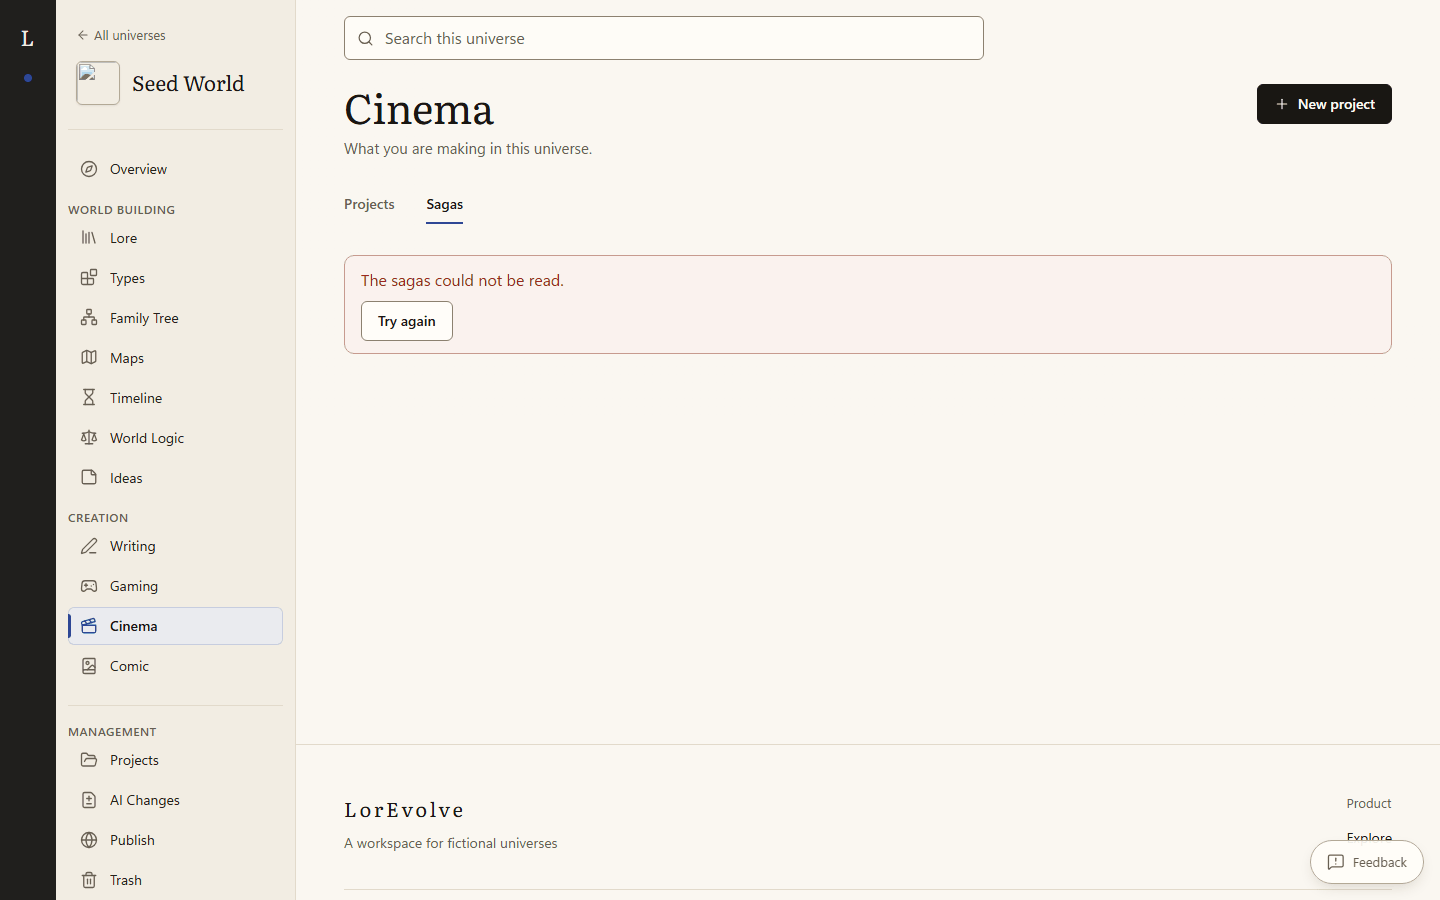 L
All universes
Seed World
Overview
WORLD BUILDING
Lore
Types
Family Tree
Maps
Timeline
World Logic
Ideas
CREATION
Writing
Gaming
Cinema
Comic
MANAGEMENT
Projects
AI Changes
Publish
Trash
Search this universe
Cinema
New project
What you are making in this universe.
Projects
Sagas
The sagas could not be read.
Try again
LorEvolve
A workspace for fictional universes
Product
Explore
Feedback